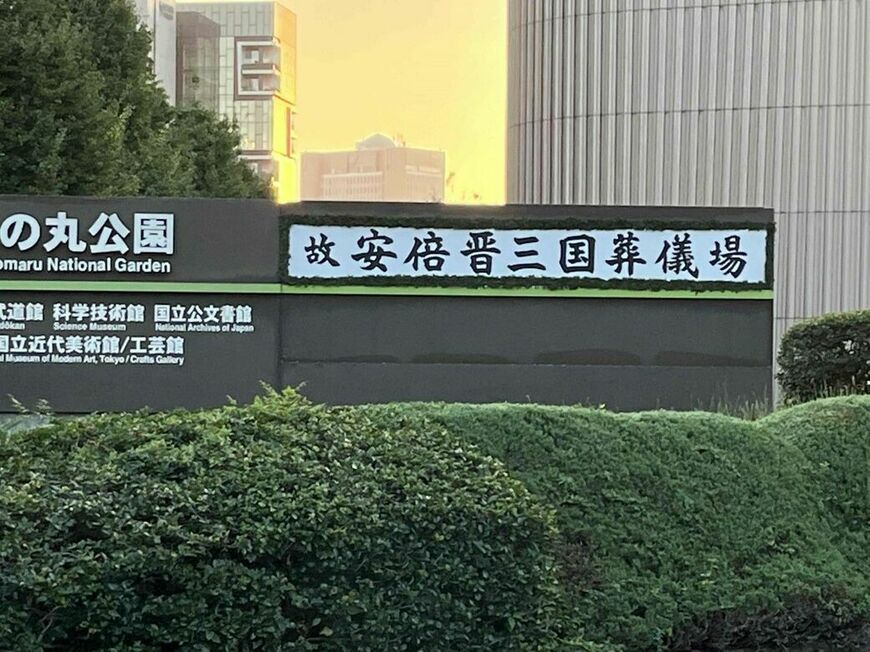 の丸公園
omaru National Garden
故安倍晋三国葬儀場
武道館 科学技術館 国立公文書館
dōkan Science Museum National Archives of Japan
国立近代美術館/工芸館
al Museum of Modern Art, Tokyo / Crafts Gallery